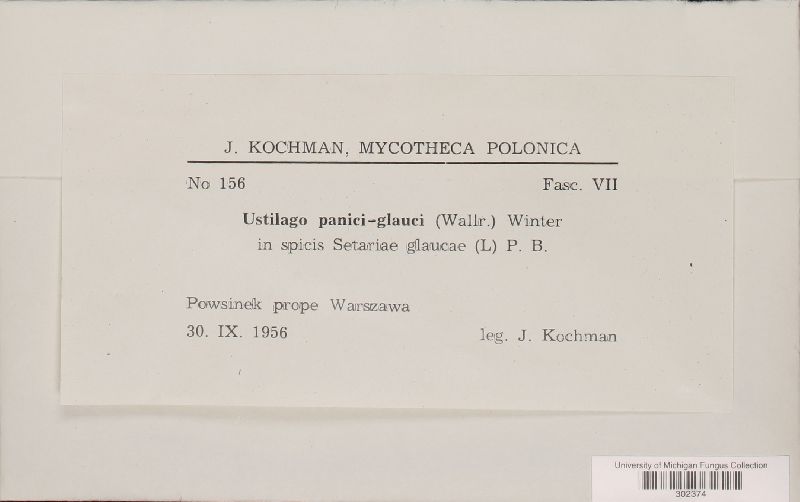 J. KOCHMAN, MYCOTHECA POLONICA
No 156 Fasc. VII
Ustilago panici-glauci (Wallr.) Winter
in spicis Setariae glaucae (L) P. B.
Powsinek prope Warszawa
30. IX. 1956 leg. J. Kochman
University of Michigan Fungus Collection
302374